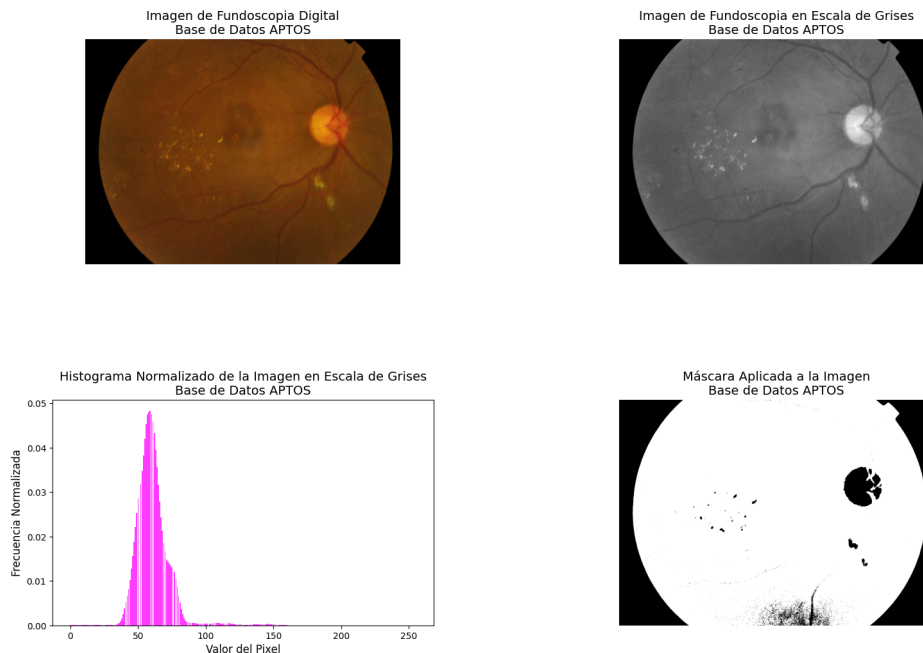 Imagen de Fundoscopia Digital
Base de Datos APTOS
Imagen de Fundoscopia en Escala de Grises
Base de Datos APTOS
Histograma Normalizado de la Imagen en Escala de Grises
Base de Datos APTOS
Frecuencia Normalizada
0.05
0.04
0.03
0.02
0.01
0.00
0 50 100 150 200 250
Valor del Pixel
Máscara Aplicada a la Imagen
Base de Datos APTOS